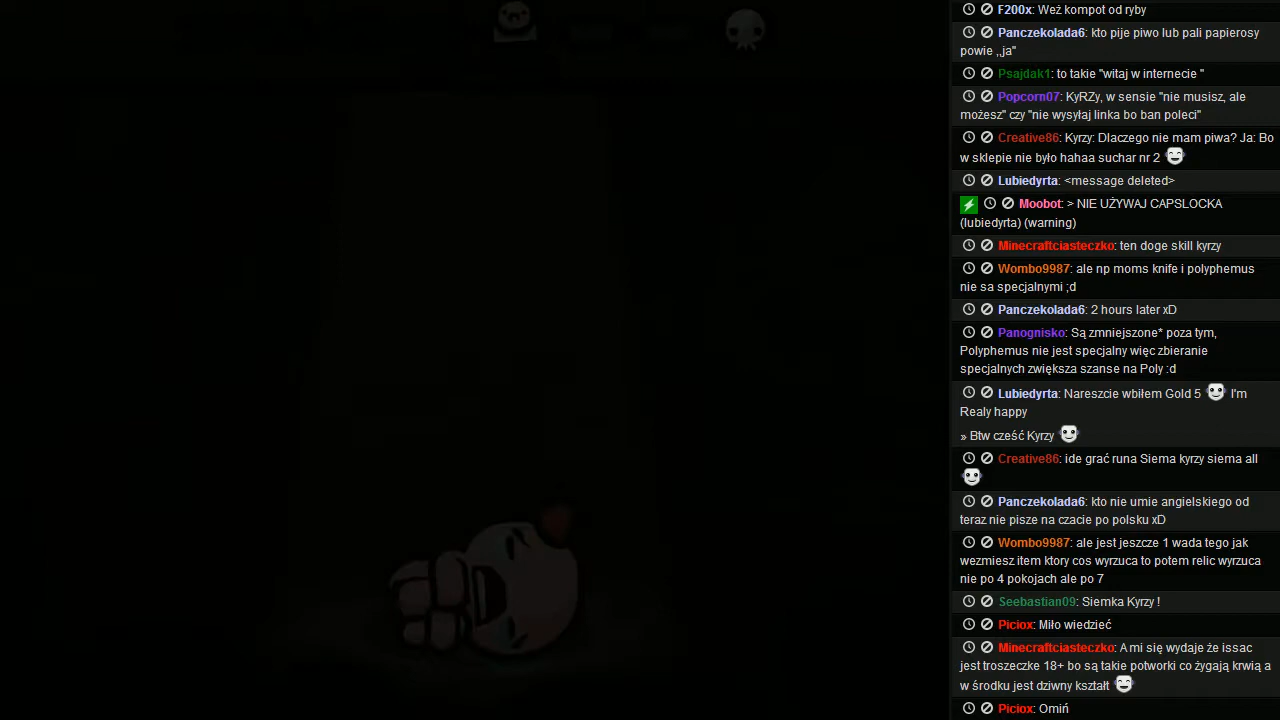 F200x: Weż kompot od ryby
Panczekolada6: kto pije piwo lub pali papierosy
powie ,,ja"
Psajdak1: to takie "witaj w internecie "
Popcorn07: KyRZy, w sensie "nie musisz, ale
możesz" czy "nie wysyłaj linka bo ban poleci"
Creative86: Kyrzy: Dlaczego nie mam piwa? Ja: Bo
w sklepie nie było hahaa suchar nr 2
Lubiedyrta: <message deleted>
Moobot: > NIE UŻYWAJ CAPSLOCKA
(lubiedyrta) (warning)
Minecraftciasteczko: ten doge skill kyrzy
Wombo9987: ale np moms knife i polyphemus
nie sa specjalnymi ;d
Panczekolada6: 2 hours later xD
Panognisko: Są zmniejszone* poza tym,
Polyphemus nie jest specjalny więc zbieranie
specjalnych zwiększa szanse na Poly :d
Lubiedyrta: Nareszcie wbiłem Gold 5 I'm
Realy happy
» Btw cześć Kyrzy
Creative86: ide grać runa Siema kyrzy siema all
Panczekolada6: kto nie umie angielskiego od
teraz nie pisze na czacie po polsku xD
Wombo9987: ale jest jeszcze 1 wada tego jak
wezmiesz item ktory cos wyrzuca to potem relic wyrzuca
nie po 4 pokojach ale po 7
Seebastian09: Siemka Kyrzy !
Piciox: Miło wiedzieć
Minecraftciasteczko: A mi się wydaje że issac
jest troszeczke 18+ bo są takie potworki co żygają krwią a
w środku jest dziwny kształt
Piciox: Omiń